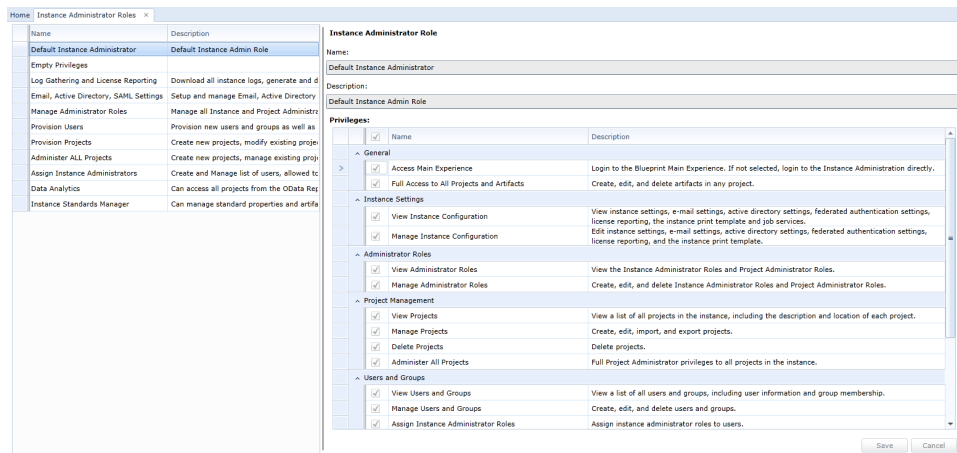 Home Instance Administrator Roles ×
Name Description
Default Instance Administrator Default Instance Admin Role
Empty Privileges
Log Gathering and License Reporting Download all instance logs, generate and d
Email, Active Directory, SAML Settings Setup and manage Email, Active Directory
Manage Administrator Roles Manage all Instance and Project Administra
Provision Users Provision new users and groups as well as
Provision Projects Create new projects, modify existing proje
Administer ALL Projects Create new projects, manage existing proj
Assign Instance Administrators Create and Manage list of users, allowed to
Data Analytics Can access all projects from the OData Rep
Instance Standards Manager Can manage standard properties and artifa
Instance Administrator Role
Name:
Default Instance Administrator
Description:
Default Instance Admin Role
Privileges:
Name Description
General
Access Main Experience Login to the Blueprint Main Experience. If not selected, login to the Instance Administration directly.
Full Access to All Projects and Artifacts Create, edit, and delete artifacts in any project.
Instance Settings
View Instance Configuration View instance settings, e-mail settings, active directory settings, federated authentication settings,
license reporting, the instance print template and job services.
Manage Instance Configuration Edit instance settings, e-mail settings, active directory settings, federated authentication settings,
license reporting, and the instance print template.
Administrator Roles
View Administrator Roles View the Instance Administrator Roles and Project Administrator Roles.
Manage Administrator Roles Create, edit, and delete Instance Administrator Roles and Project Administrator Roles.
Project Management
View Projects View a list of all projects in the instance, including the description and location of each project.
Manage Projects Create, edit, import, and export projects.
Delete Projects Delete projects.
Administer All Projects Full Project Administrator privileges to all projects in the instance.
Users and Groups
View Users and Groups View a list of all users and groups, including user information and group membership.
Manage Users and Groups Create, edit, and delete users and groups.
Assign Instance Administrator Roles Assign instance administrator roles to users.
Save Cancel